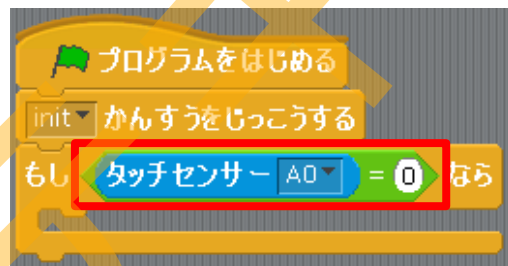 プログラムをはじめる
init かんすうをじっこうする
もし タッチセンサー A0 = 0 なら